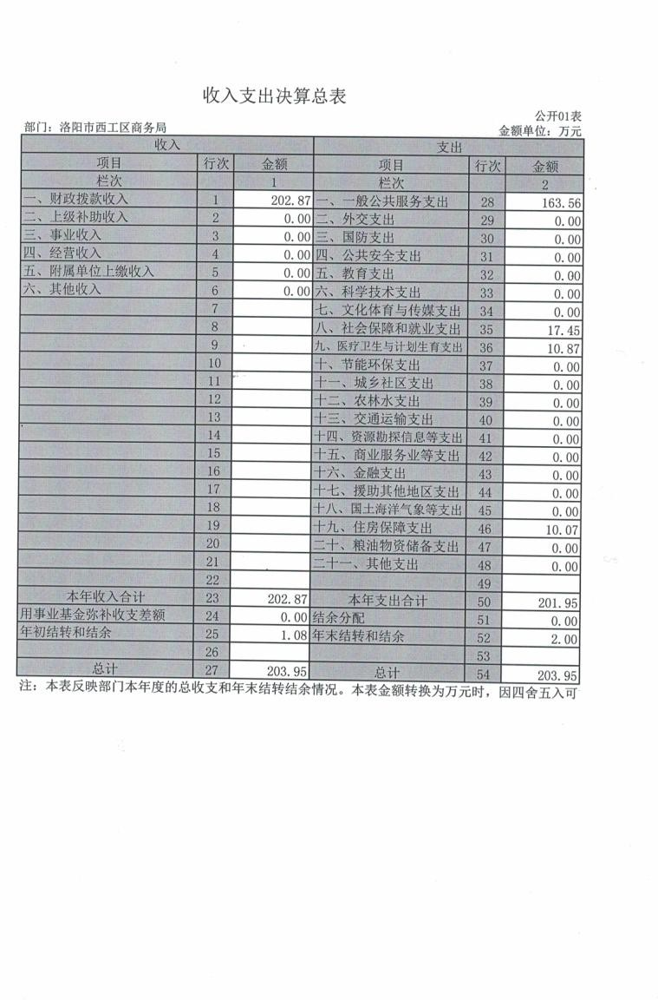 收入支出决算总表
公开01表
部门：洛阳市西工区商务局 金额单位：万元
收入 支出
项目 行次 金额 项目 行次 金额
栏次 1 栏次 2
一、财政拨款收入 1 202.87 一、一般公共服务支出 28 163.56
二、上级补助收入 2 0.00 二、外交支出 29 0.00
三、事业收入 3 0.00 三、国防支出 30 0.00
四、经营收入 4 0.00 四、公共安全支出 31 0.00
五、附属单位上缴收入 5 0.00 五、教育支出 32 0.00
六、其他收入 6 0.00 六、科学技术支出 33 0.00
7 七、文化体育与传媒支出 34 0.00
8 八、社会保障和就业支出 35 17.45
9 九、医疗卫生与计划生育支出 36 10.87
10 十、节能环保支出 37 0.00
11 十一、城乡社区支出 38 0.00
12 十二、农林水支出 39 0.00
13 十三、交通运输支出 40 0.00
14 十四、资源勘探信息等支出 41 0.00
15 十五、商业服务业等支出 42 0.00
16 十六、金融支出 43 0.00
17 十七、援助其他地区支出 44 0.00
18 十八、国土海洋气象等支出 45 0.00
19 十九、住房保障支出 46 10.07
20 二十、粮油物资储备支出 47 0.00
21 二十一、其他支出 48 0.00
22 49
本年收入合计 23 202.87 本年支出合计 50 201.95
用事业基金弥补收支差额 24 0.00 结余分配 51 0.00
年初结转和结余 25 1.08 年末结转和结余 52 2.00
26 53
总计 27 203.95 总计 54 203.95
注：本表反映部门本年度的总收支和年末结转结余情况。本表金额转换为万元时，因四舍五入可